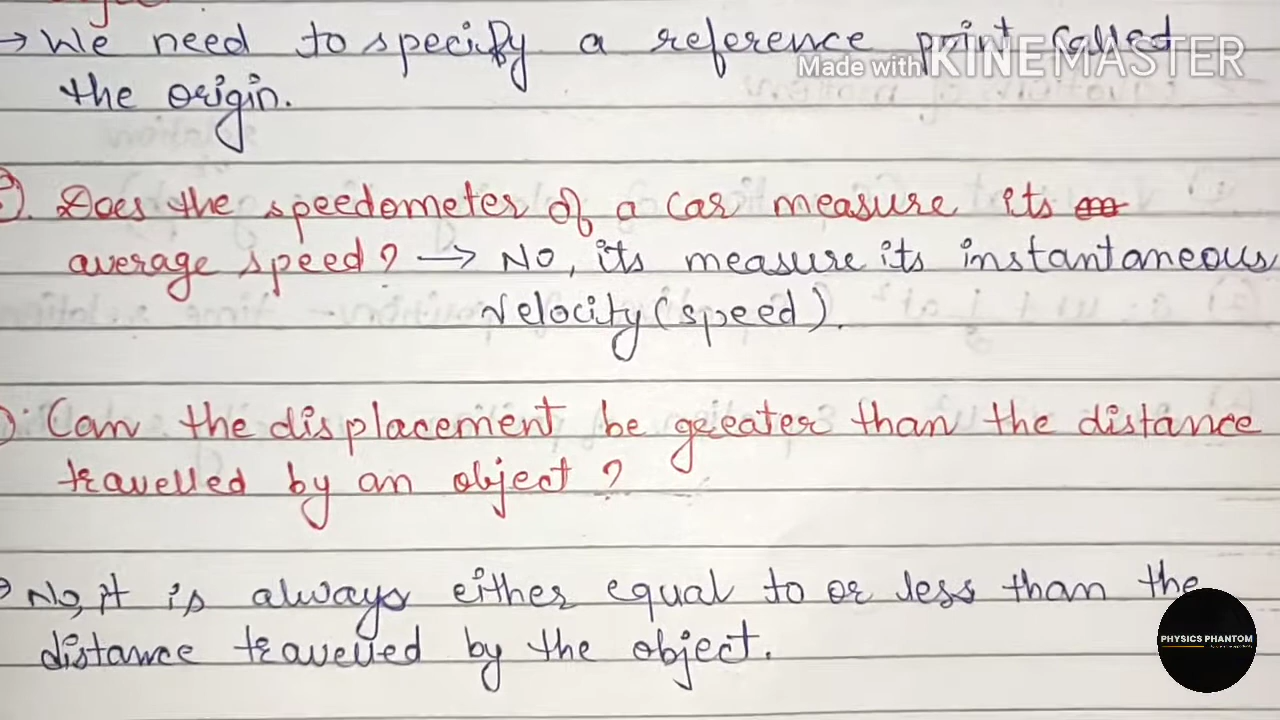 → We need to specify a reference point called
Made with KINEMASTER
the origin.
Does the speedometer of a car measure its
average speed? → No, its measure its instantaneous
Velocity (speed).
Can the displacement be greater than the distance
travelled by an object ?
No, it is always either equal to or less than the
distance travelled by the object.
PHYSICS PHANTOM